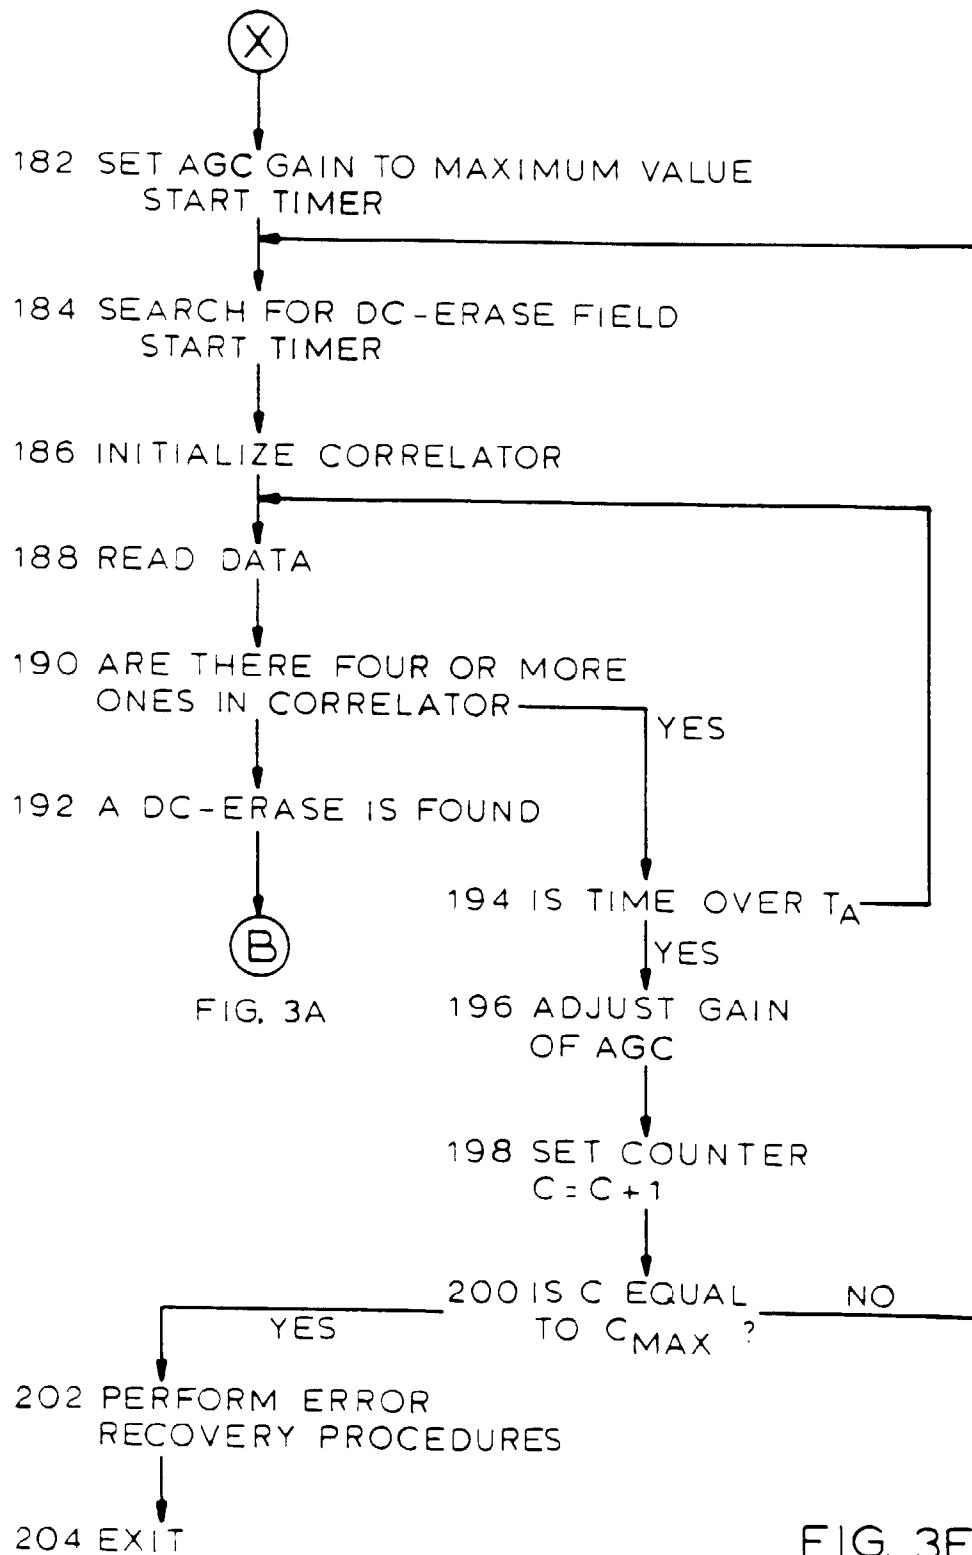 X
182 SET AGC GAIN TO MAXIMUM VALUE
START TIMER
184 SEARCH FOR DC-ERASE FIELD
START TIMER
186 INITIALIZE CORRELATOR
188 READ DATA
190 ARE THERE FOUR OR MORE
ONES IN CORRELATOR
YES
192 A DC-ERASE IS FOUND
194 IS TIME OVER TA
B
YES
FIG. 3A
196 ADJUST GAIN
OF AGC
198 SET COUNTER
C = C + 1
200 IS C EQUAL
TO CMAX ?
NO
YES
202 PERFORM ERROR
RECOVERY PROCEDURES
204 EXIT
FIG. 3F